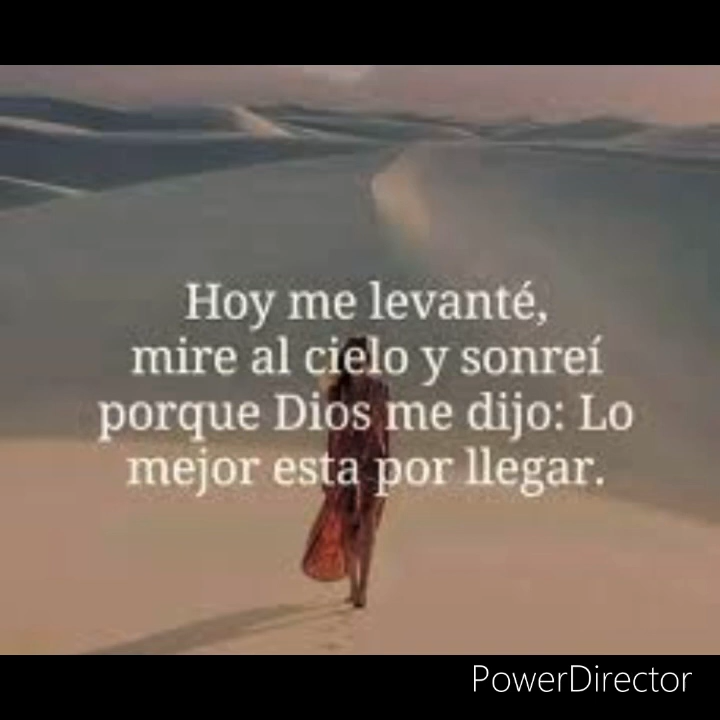 Hoy me levanté,
mire al cielo y sonreí
porque Dios me dijo: Lo
mejor esta por llegar.
PowerDirector